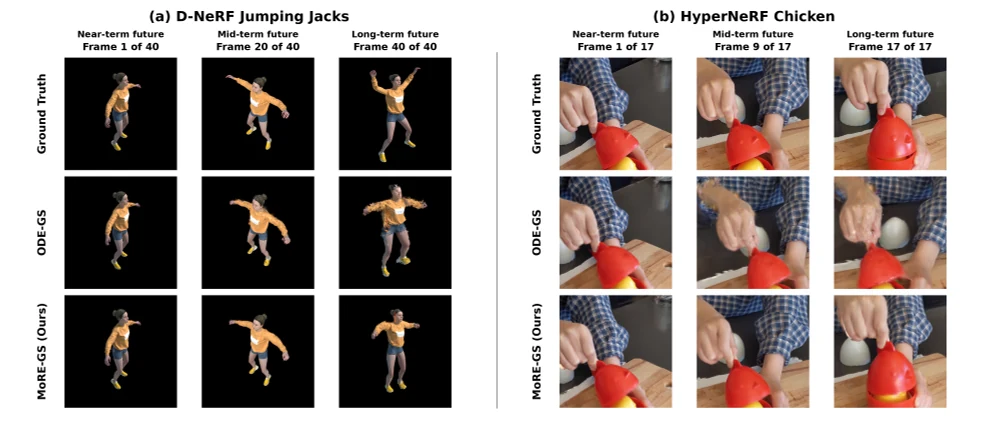 (a) D-NeRF Jumping Jacks
Near-term future
Frame 1 of 40
Mid-term future
Frame 20 of 40
Long-term future
Frame 40 of 40
Ground Truth
ODE-GS
MoRE-GS (Ours)
(b) HyperNeRF Chicken
Near-term future
Frame 1 of 17
Mid-term future
Frame 9 of 17
Long-term future
Frame 17 of 17
Ground Truth
ODE-GS
MoRE-GS (Ours)